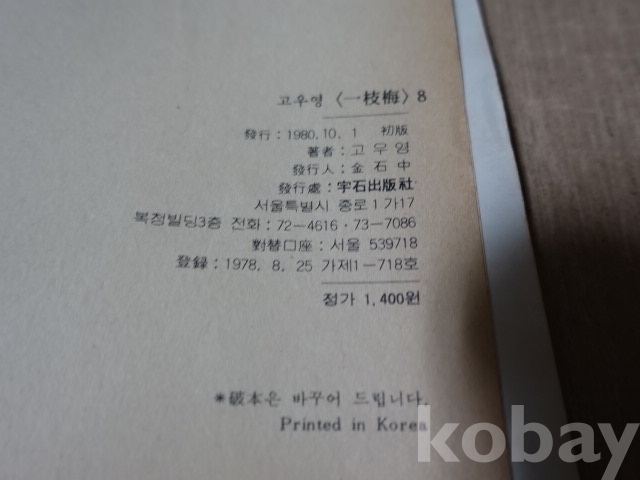 고우영 〈一枝梅〉 8
發行 : 1980. 10. 1 初版
著者 : 고우영
發行人 : 金石中
發行處 : 宇石出版社
서울특별시 종로1가17
복청빌딩3층 전화 : 72-4616 · 73-7086
對替口座 : 서울 539718
登録 : 1978. 8. 25 가제1-718호
정가 1,400원
*破本은 바꾸어 드립니다.
Printed in Korea
kobay